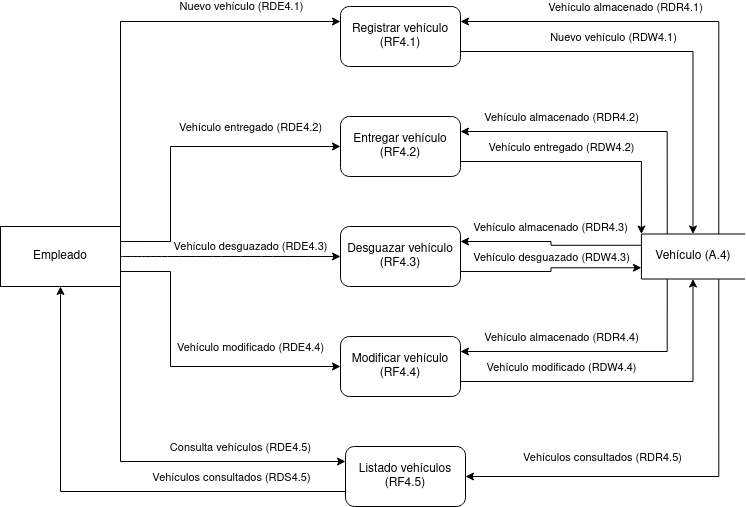 Nuevo vehículo (RDE4.1)
Vehículo almacenado (RDR4.1)
Registrar vehículo
(RF4.1)
Nuevo vehículo (RDW4.1)
Vehículo entregado (RDE4.2)
Vehículo almacenado (RDR4.2)
Entregar vehículo
(RF4.2)
Vehículo entregado (RDW4.2)
Empleado
Vehículo desguazado (RDE4.3)
Vehículo almacenado (RDR4.3)
Desguazar vehículo
(RF4.3)
Vehículo desguazado (RDW4.3)
Vehículo (A.4)
Vehículo modificado (RDE4.4)
Vehículo almacenado (RDR4.4)
Modificar vehículo
(RF4.4)
Vehículo modificado (RDW4.4)
Consulta vehículos (RDE4.5)
Vehículos consultados (RDR4.5)
Listado vehículos
(RF4.5)
Vehículos consultados (RDS4.5)